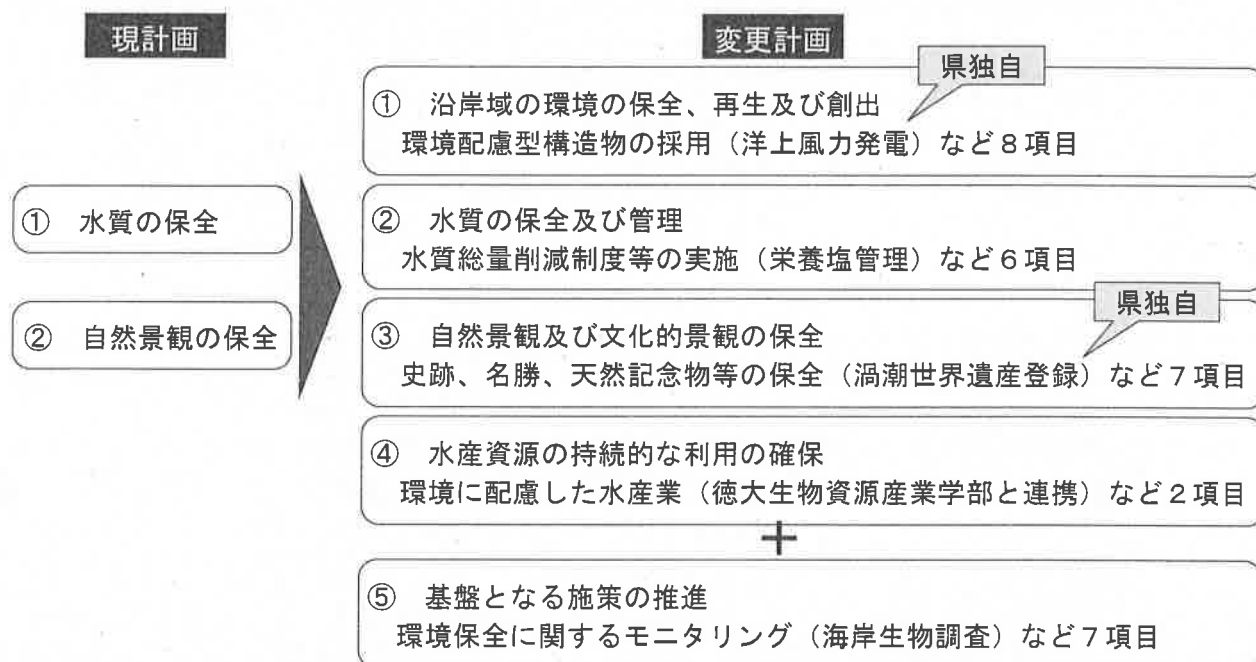 現計画
① 水質の保全
② 自然景観の保全
変更計画
県独自
① 沿岸域の環境の保全、再生及び創出
環境配慮型構造物の採用（洋上風力発電）など８項目
② 水質の保全及び管理
水質総量削減制度等の実施（栄養塩管理）など６項目
県独自
③ 自然景観及び文化的景観の保全
史跡、名勝、天然記念物等の保全（渦潮世界遺産登録）など７項目
④ 水産資源の持続的な利用の確保
環境に配慮した水産業（徳大生物資源産業学部と連携）など２項目
＋
⑤ 基盤となる施策の推進
環境保全に関するモニタリング（海岸生物調査）など７項目